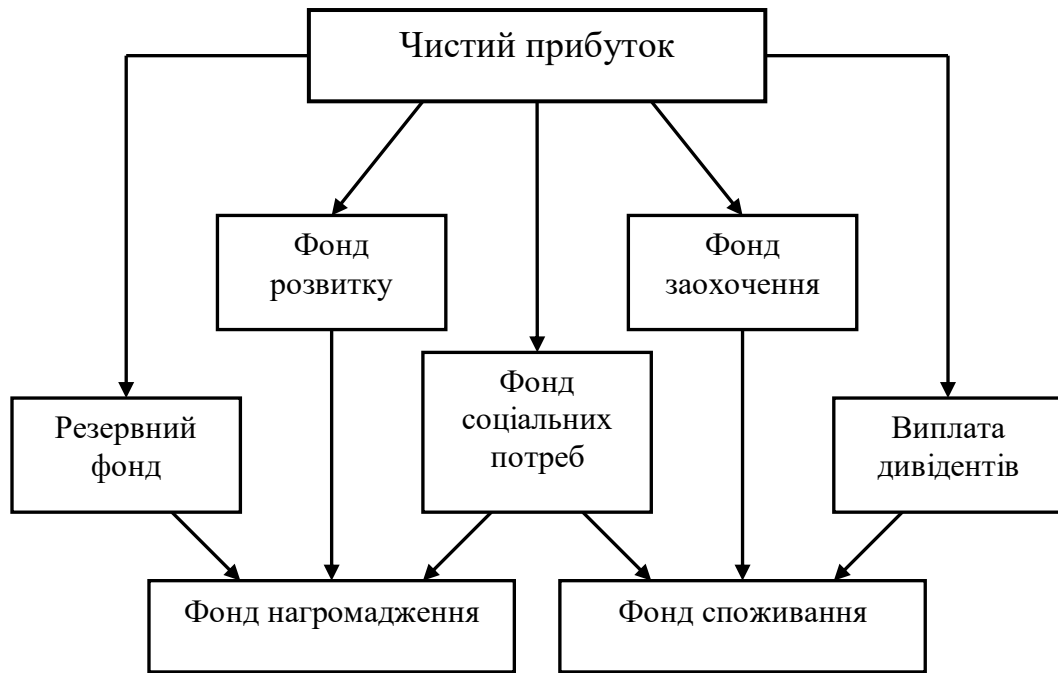 Чистий прибуток
Фонд
розвитку
Фонд
заохочення
Фонд
соціальних
потреб
Резервний
фонд
Виплата
дивідентів
Фонд нагромадження
Фонд споживання